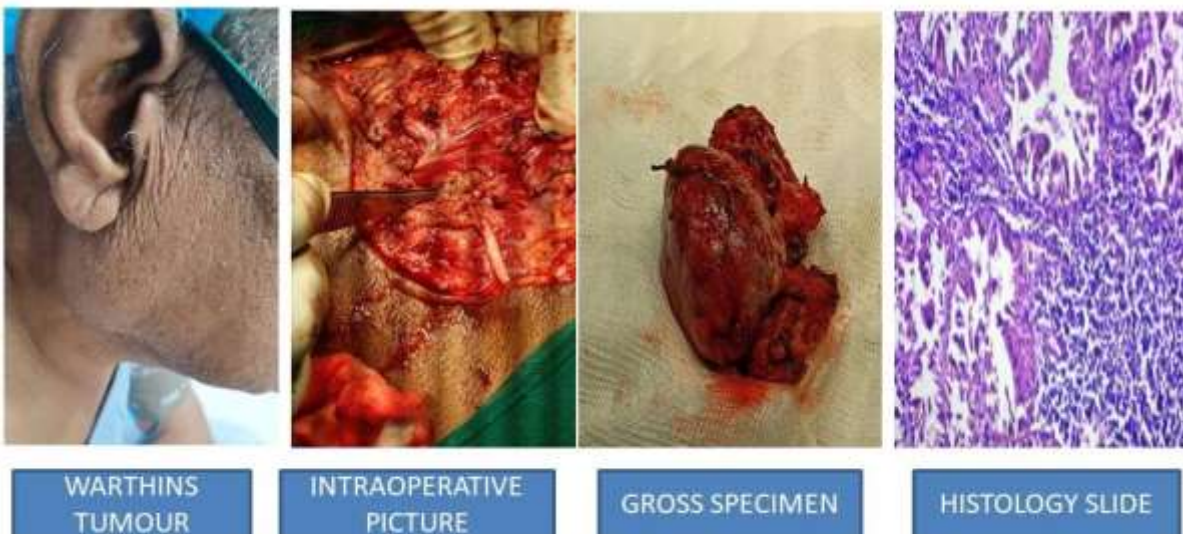 WARTHINS
TUMOUR
INTRAOPERATIVE
PICTURE
GROSS SPECIMEN
HISTOLOGY SLIDE